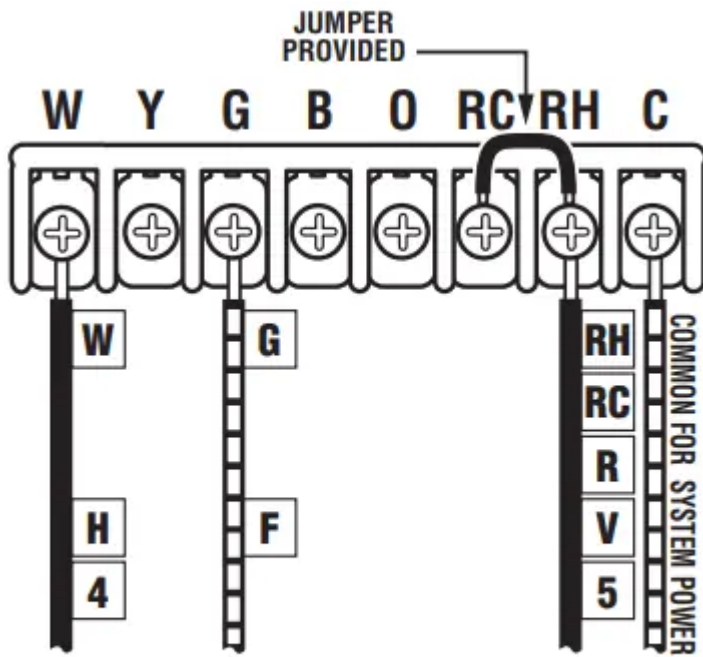 JUMPER
PROVIDED
W Y G B O RC RH C
W G RH
RC
R
H F V
4 5
COMMON FOR SYSTEM POWER